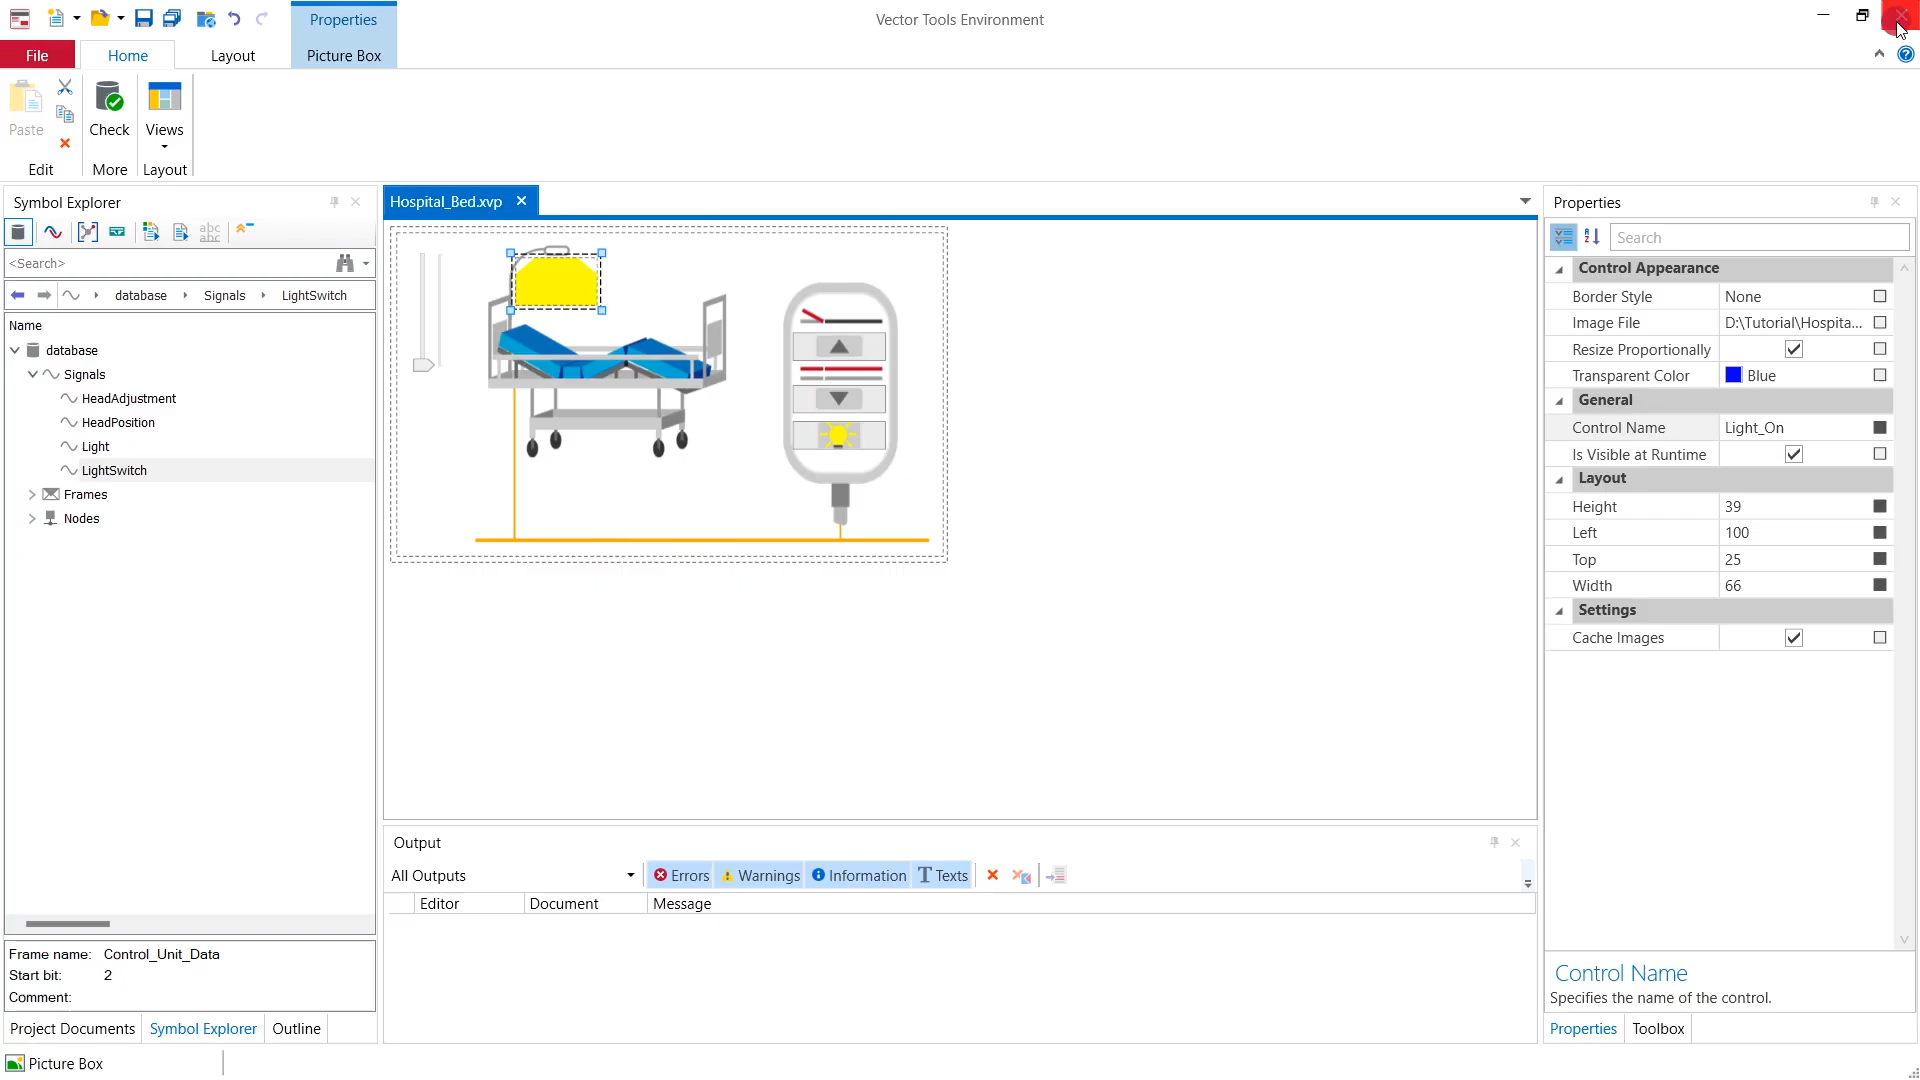 Properties
Vector Tools Environment
File
Home
Layout
Picture Box
Paste
Check
Views
Edit
More
Layout
Symbol Explorer
<Search>
database
Signals
LightSwitch
Name
database
Signals
HeadAdjustment
HeadPosition
Light
LightSwitch
Frames
Nodes
Frame name: Control_Unit_Data
Start bit: 2
Comment:
Project Documents
Symbol Explorer
Outline
Picture Box
Hospital_Bed.xvp
Output
All Outputs
Errors
Warnings
Information
Texts
Editor
Document
Message
Properties
Search
Control Appearance
Border Style None
Image File D:\Tutorial\Hospita...
Resize Proportionally
Transparent Color Blue
General
Control Name Light_On
Is Visible at Runtime
Layout
Height 39
Left 100
Top 25
Width 66
Settings
Cache Images
Control Name
Specifies the name of the control.
Properties
Toolbox